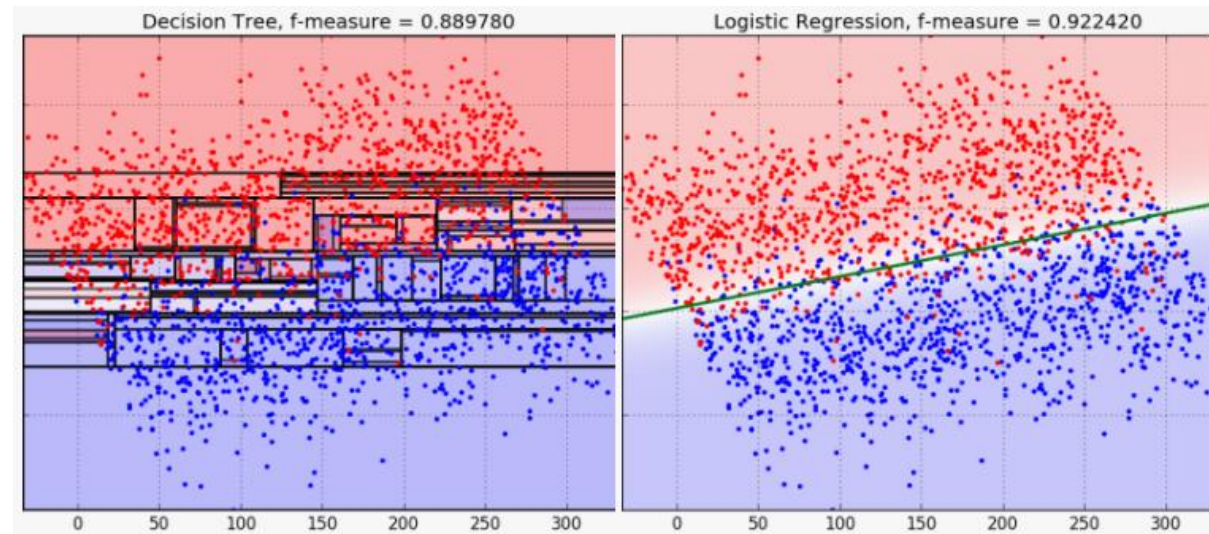 Decision Tree, f-measure = 0.889780
Logistic Regression, f-measure = 0.922420
0 50 100 150 200 250 300
0 50 100 150 200 250 300